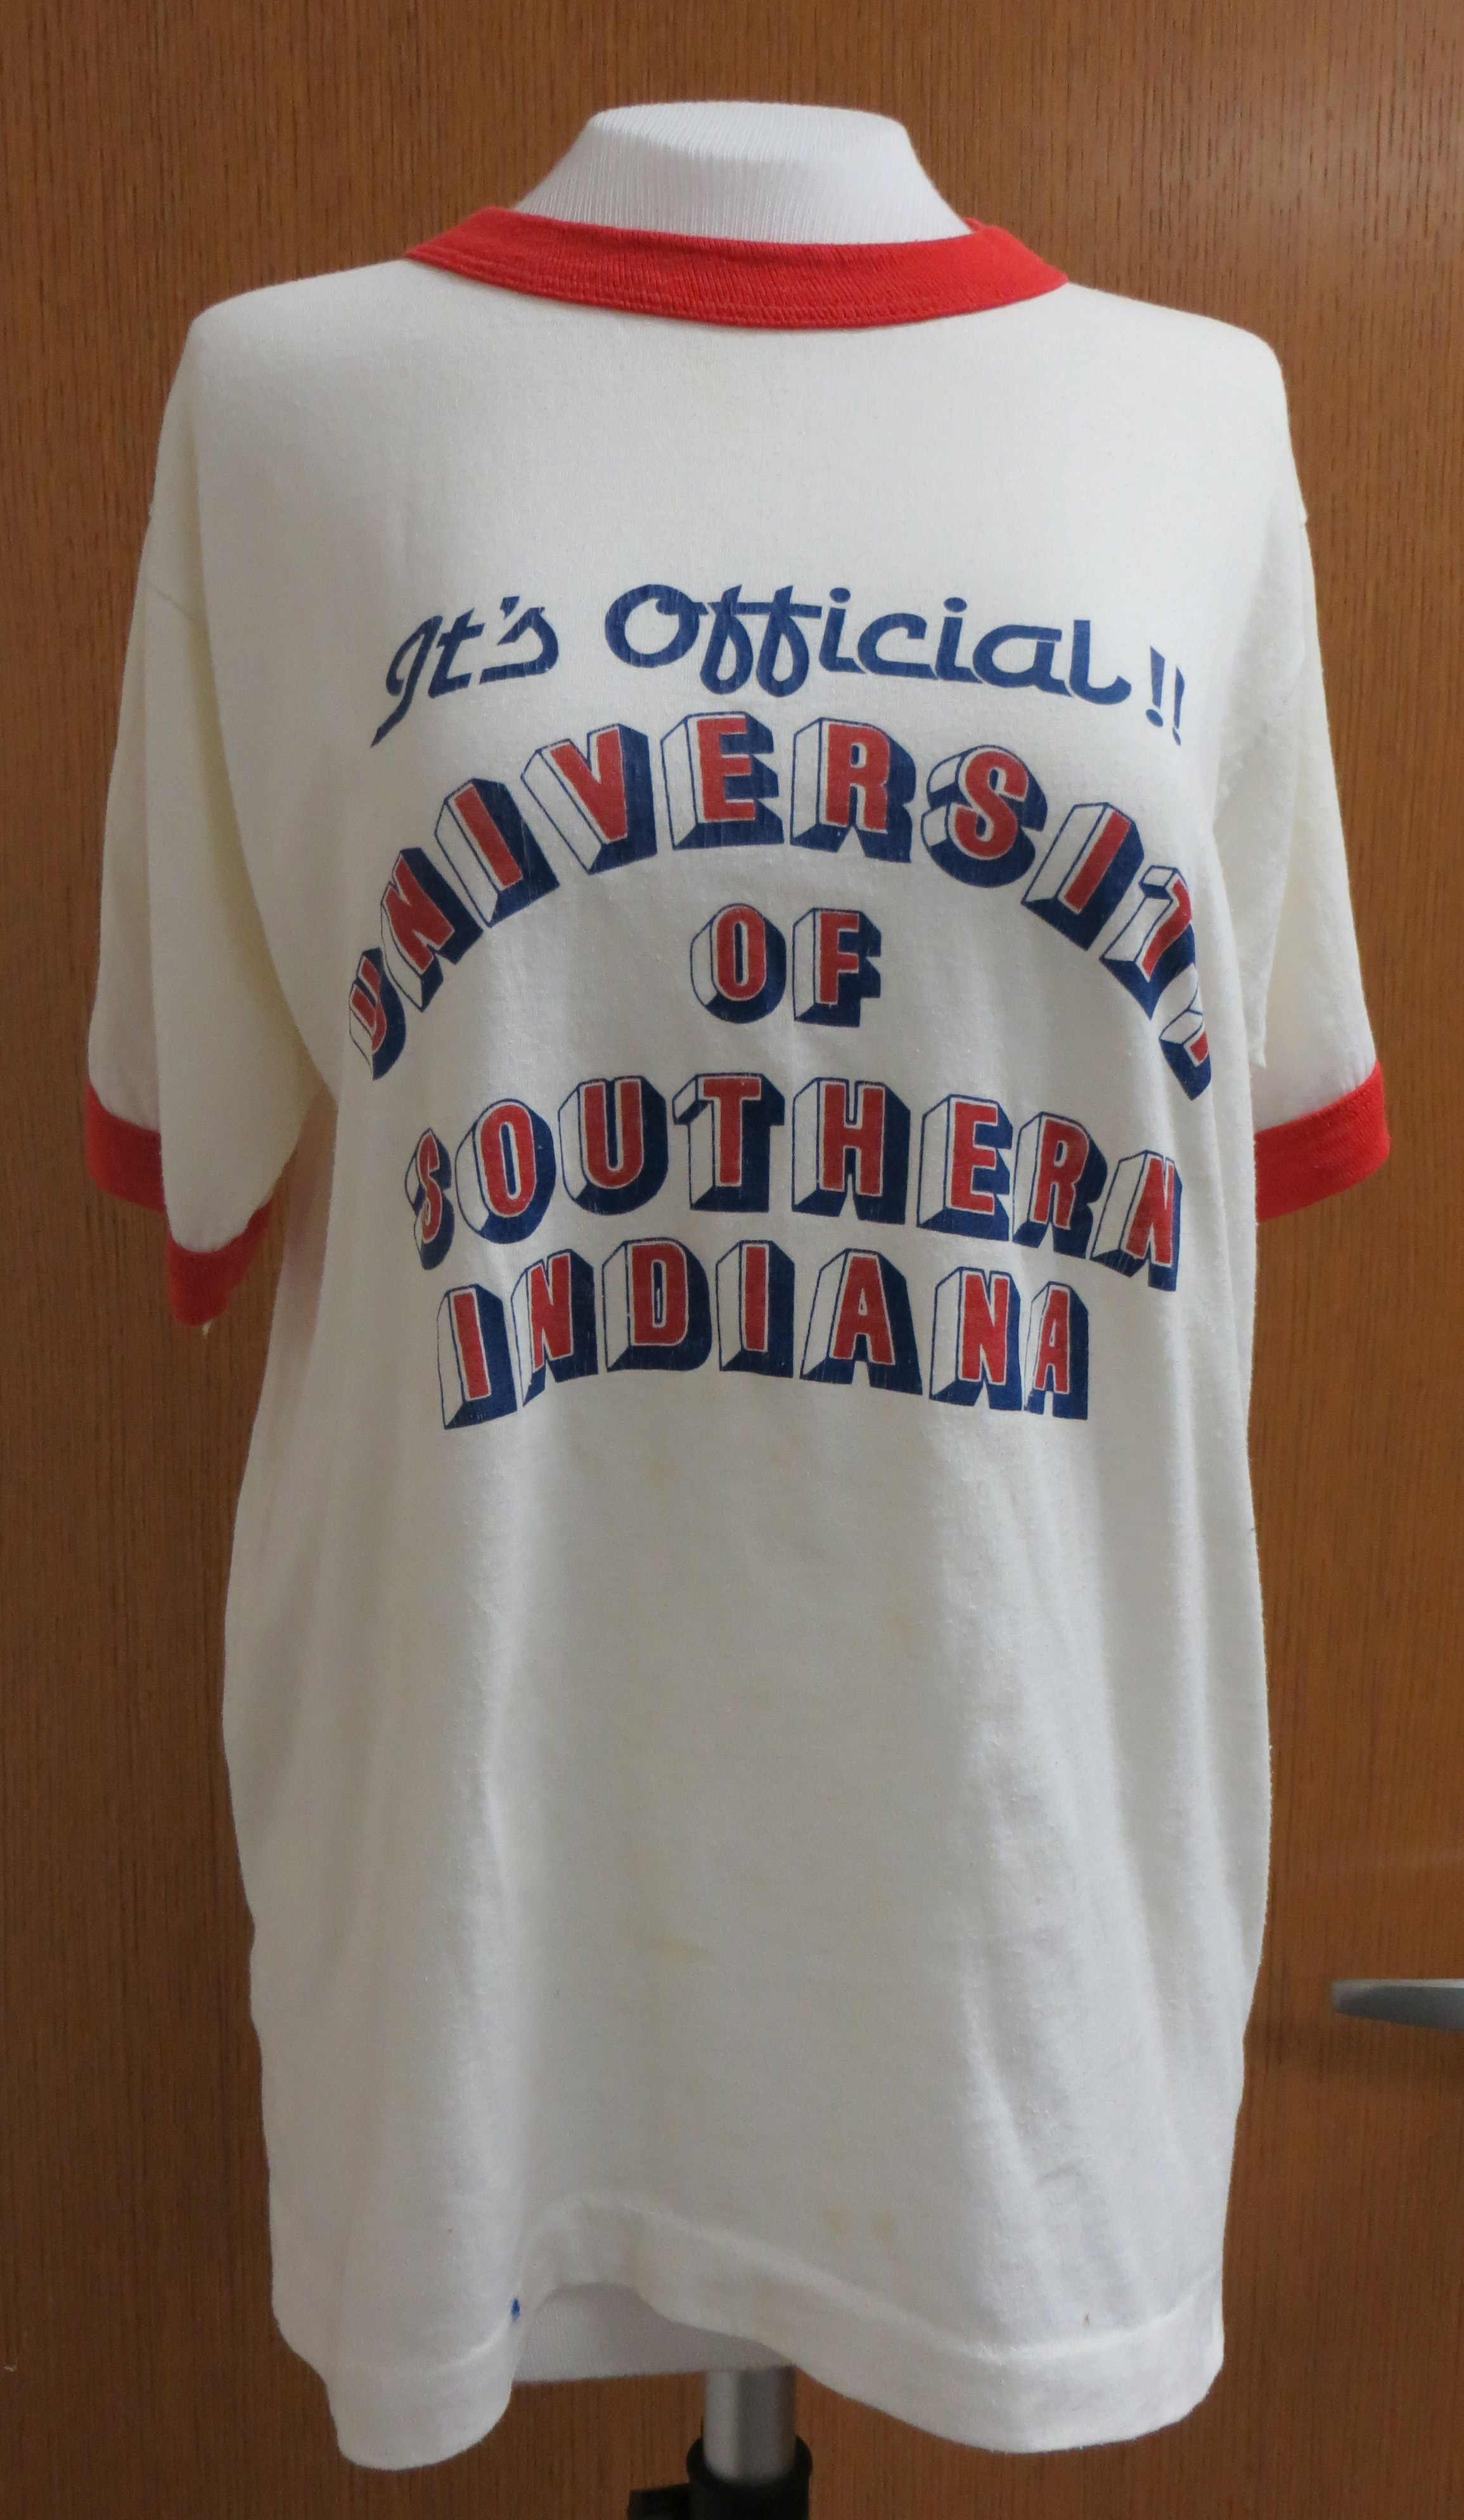 It's Official!!
UNIVERSITY
OF
SOUTHERN
INDIANA